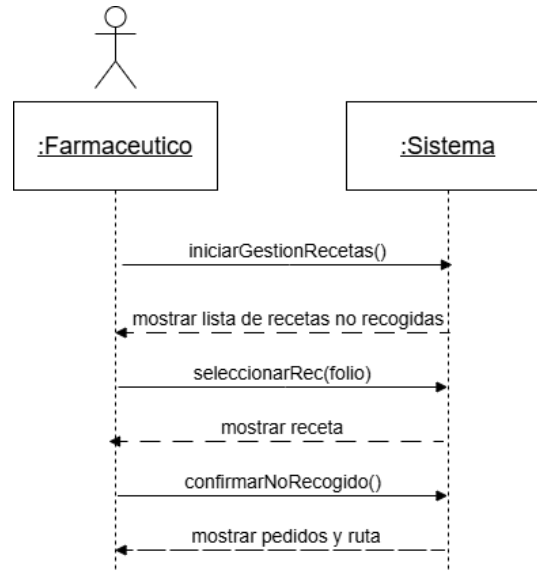 :Farmaceutico
:Sistema
iniciarGestionRecetas()
mostrar lista de recetas no recogidas
seleccionarRec(folio)
mostrar receta
confirmarNoRecogido()
mostrar pedidos y ruta